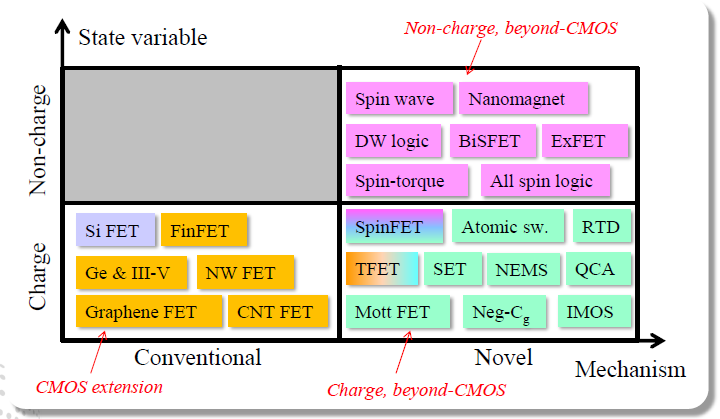 State variable
Non-charge, beyond-CMOS
Non-charge
Spin wave
Nanomagnet
DW logic
BiSFET
ExFET
Spin-torque
All spin logic
Charge
Si FET
FinFET
Ge & III-V
NW FET
Graphene FET
CNT FET
SpinFET
Atomic sw.
RTD
TFET
SET
NEMS
QCA
Mott FET
Neg-Cg
IMOS
Conventional
Novel
Mechanism
CMOS extension
Charge, beyond-CMOS